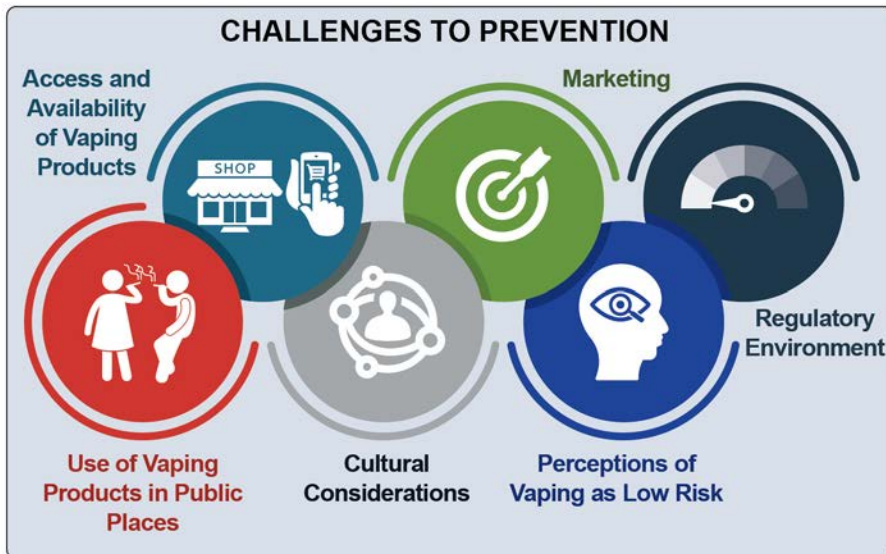 CHALLENGES TO PREVENTION
Access and
Availability
of Vaping
Products
SHOP
Marketing
Regulatory
Environment
Use of Vaping
Products in Public
Places
Cultural
Considerations
Perceptions of
Vaping as Low Risk